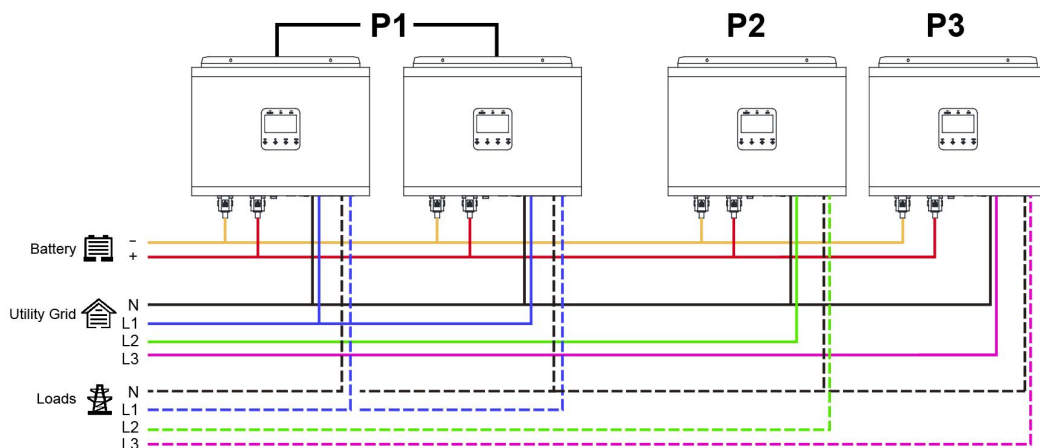 P1
P2
P3
Battery
−
+
Utility Grid
N
L1
L2
L3
Loads
N
L1
L2
L3